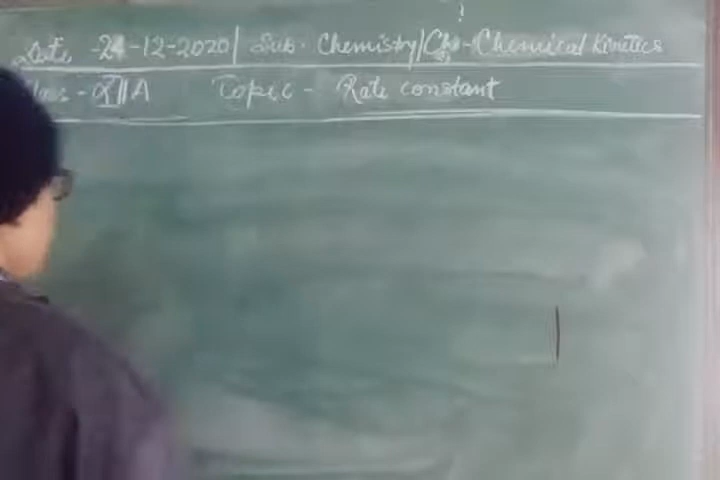 Date -24-12-2020| Sub. Chemistry/Ch-Chemical Kinetics
Class - XII A Topic - Rate constant